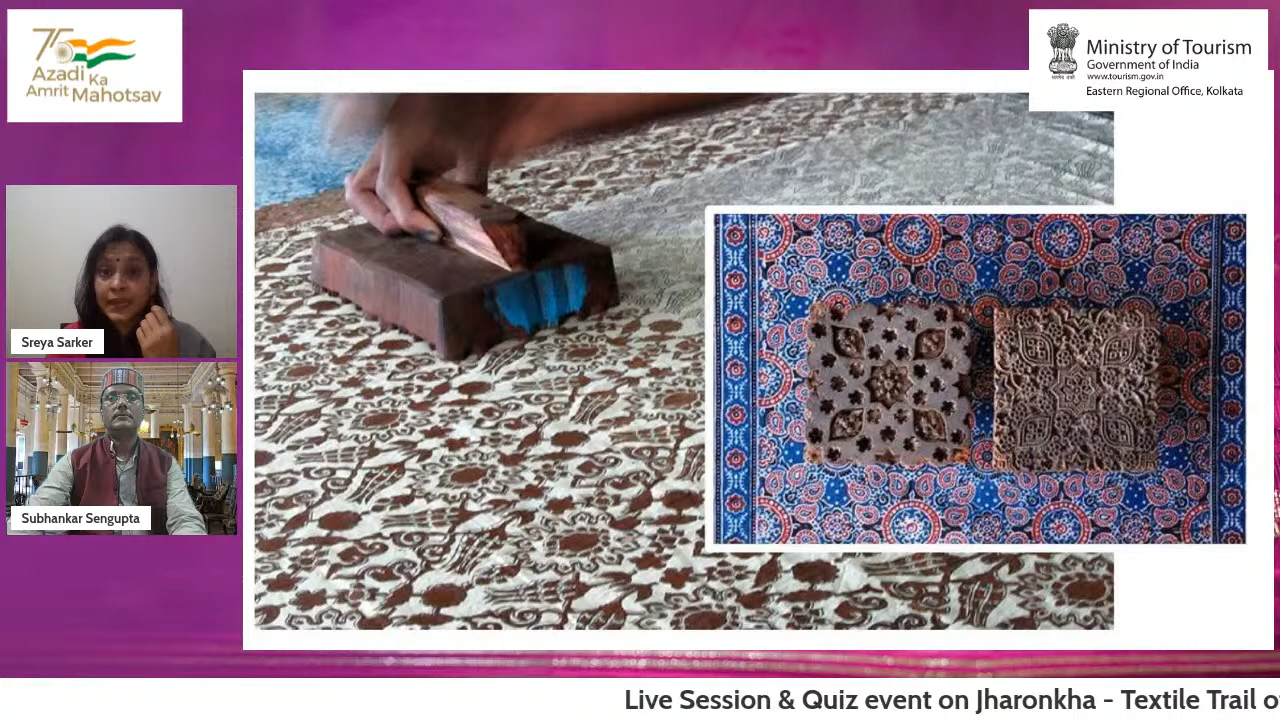 75
Azadi Ka
Amrit Mahotsav
Ministry of Tourism
Government of India
www.tourism.gov.in
Eastern Regional Office, Kolkata
Sreya Sarker
Subhankar Sengupta
Live Session & Quiz event on Jharonkha - Textile Trail o